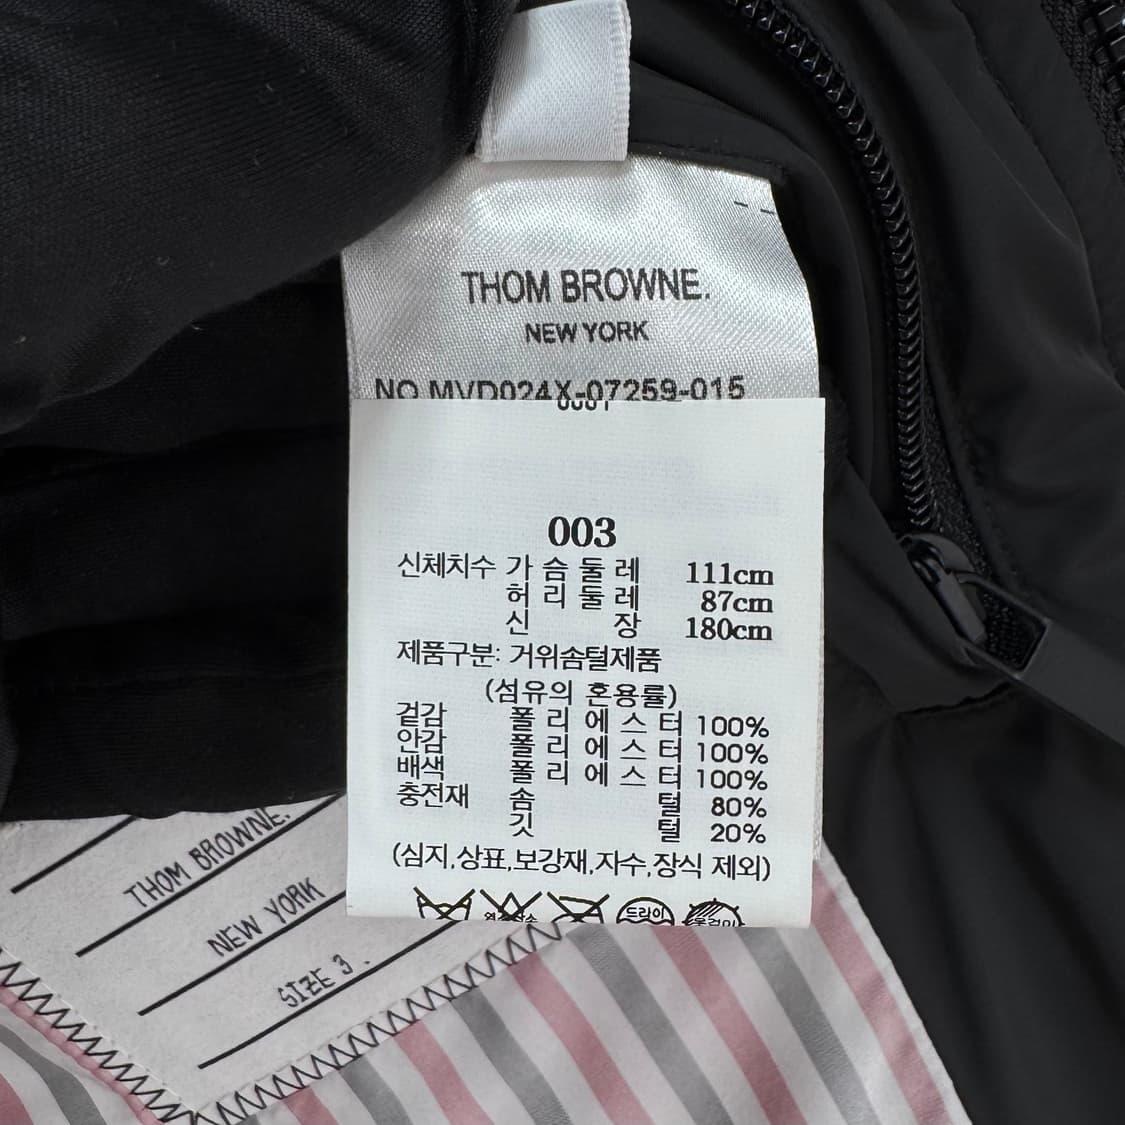 THOM BROWNE.
NEW YORK
NO.MVD024X-07259-015
003
신체치수 가슴둘레 111cm
허리둘레 87cm
신장 180cm
제품구분: 거위솜털제품
(섬유의 혼용률)
겉감 폴리에스터 100%
안감 폴리에스터 100%
배색 폴리에스터 100%
충전재 솜털 80%
깃털 20%
(심지,상표,보강재,자수,장식 제외)
드라이
THOM BROWNE.
NEW YORK
SIZE 3.